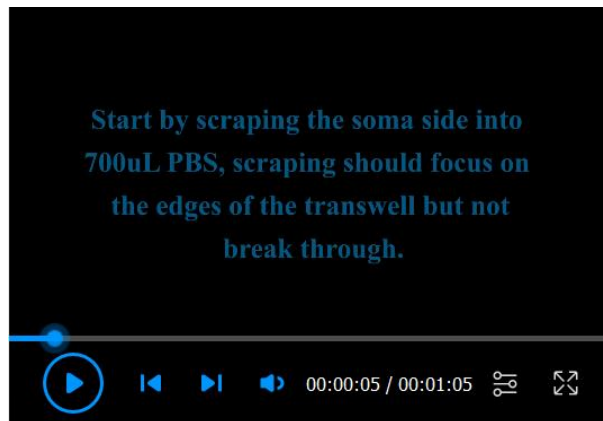 Start by scraping the soma side into
700uL PBS, scraping should focus on
the edges of the transwell but not
break through.
00:00:05 / 00:01:05